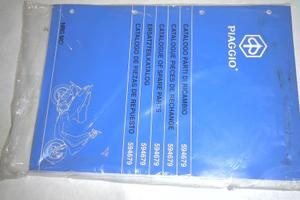 PIAGGIO
CATALOGO PARTI DI RICAMBIO 594679
CATALOGUE PIECES DE RECHANGE 594679
CATALOGUE OF SPARE PARTS 594679
ERSATZTEILKATALOG 594679
CATALOGO DE PIEZAS DE REPUESTO 594679